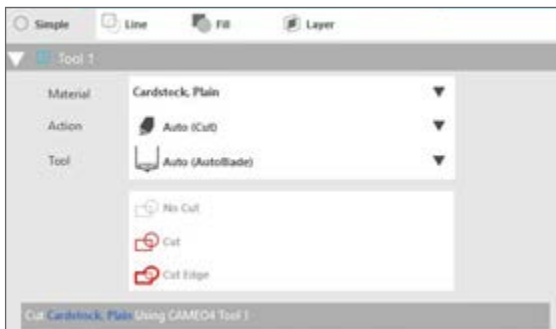 Simple Line Fill Layer
Tool 1
Material Cardstock, Plain
Action Auto (Cut)
Tool Auto (AutoBlade)
No Cut
Cut
Cut Edge
Cut Cardstock, Plain Using CAMEO4 Tool 1